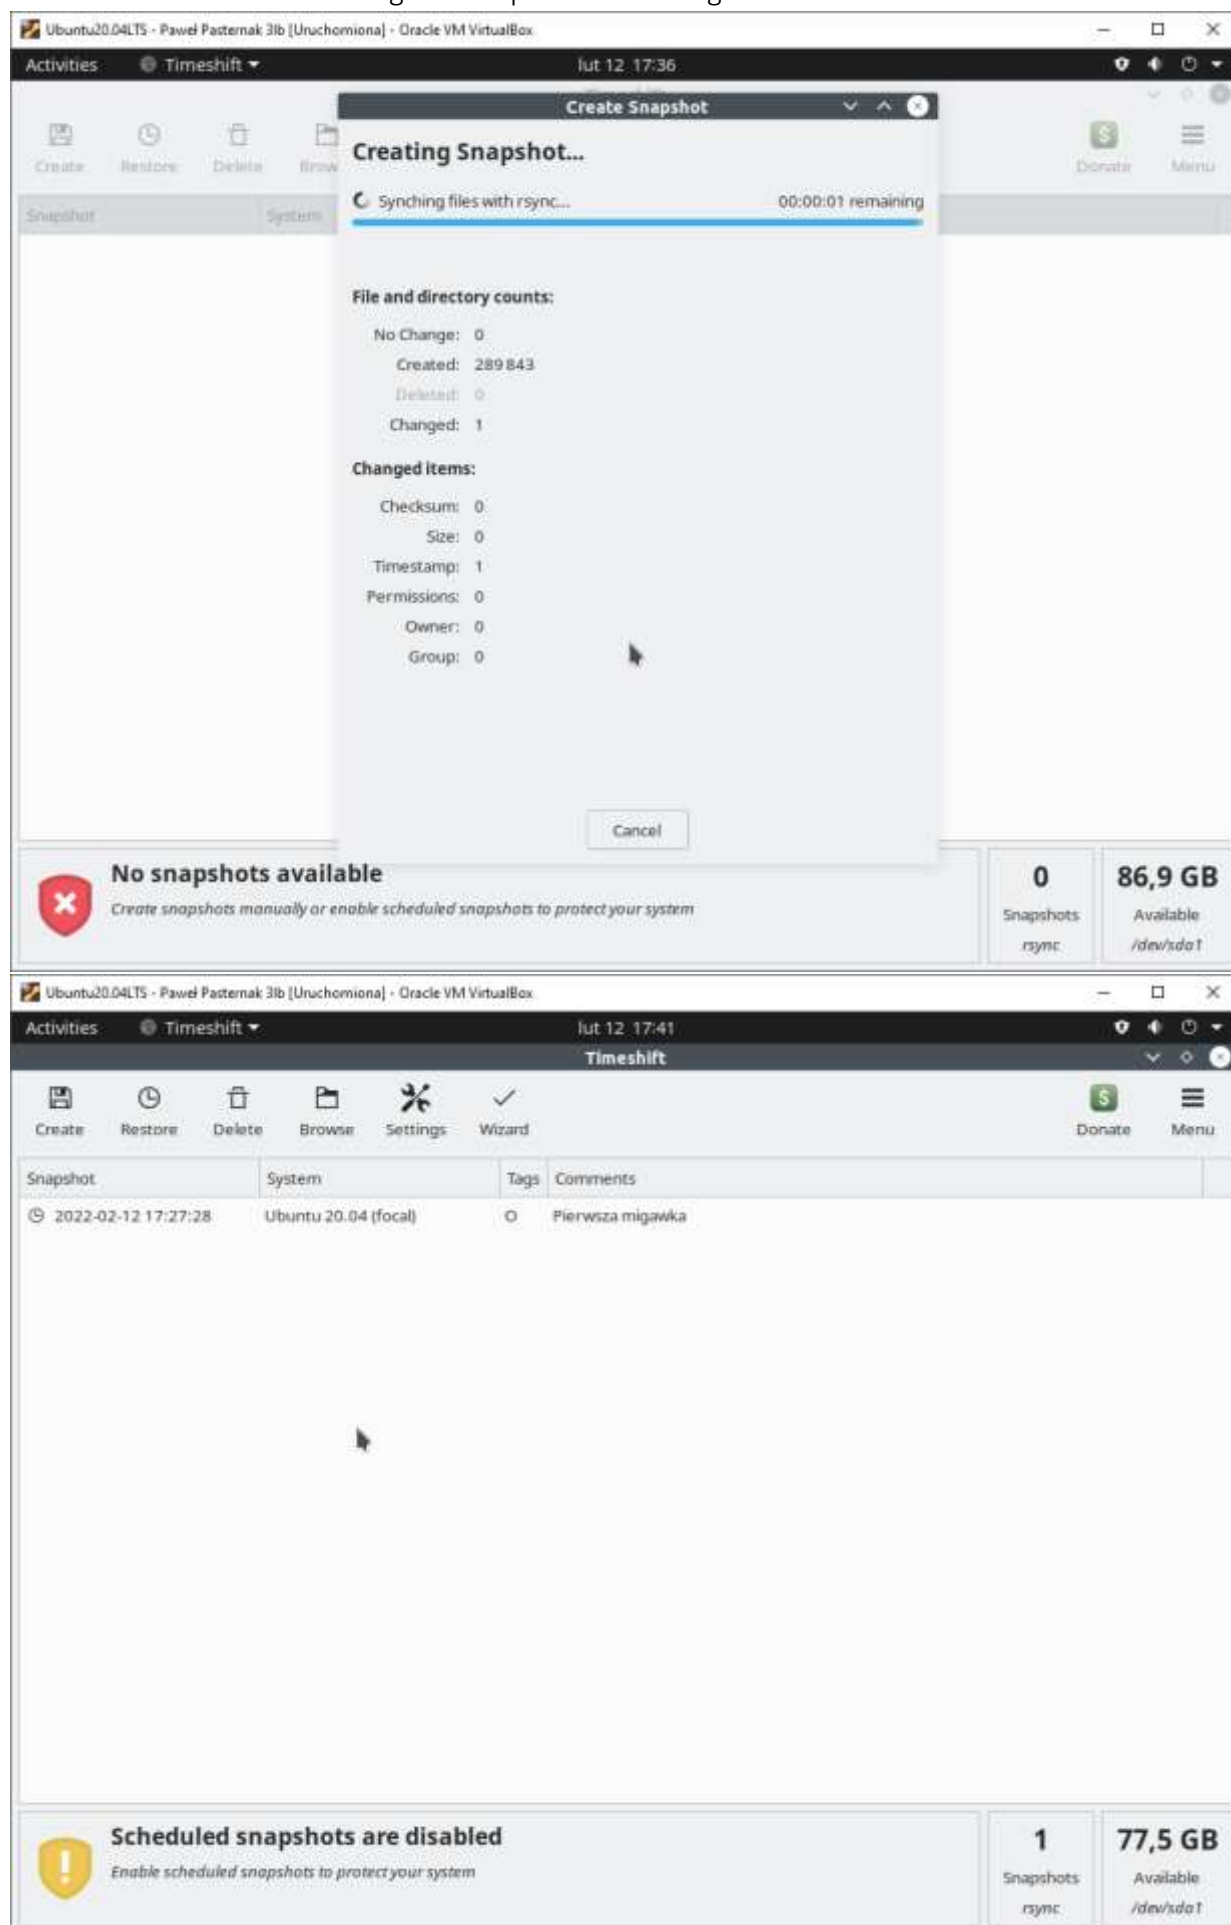 Ubuntu20.04LTS - Paweł Pasternak 3Ib [Uruchomiona] - Oracle VM VirtualBox
Activities Timeshift lut 12 17:36
Create Snapshot
Create Restore Delete Brow Donate Menu
Creating Snapshot...
Synching files with rsync... 00:00:01 remaining
Snapshot System
File and directory counts:
No Change: 0
Created: 289 843
Deleted: 0
Changed: 1
Changed items:
Checksum: 0
Size: 0
Timestamp: 1
Permissions: 0
Owner: 0
Group: 0
Cancel
No snapshots available
Create snapshots manually or enable scheduled snapshots to protect your system
0
Snapshots
rsync
86,9 GB
Available
/dev/sda1
Ubuntu20.04LTS - Paweł Pasternak 3Ib [Uruchomiona] - Oracle VM VirtualBox
Activities Timeshift lut 12 17:41
Timeshift
Create Restore Delete Browse Settings Wizard Donate Menu
Snapshot System Tags Comments
2022-02-12 17:27:28 Ubuntu 20.04 (focal) O Pierwsza migawka
Scheduled snapshots are disabled
Enable scheduled snapshots to protect your system
1
Snapshots
rsync
77,5 GB
Available
/dev/sda1